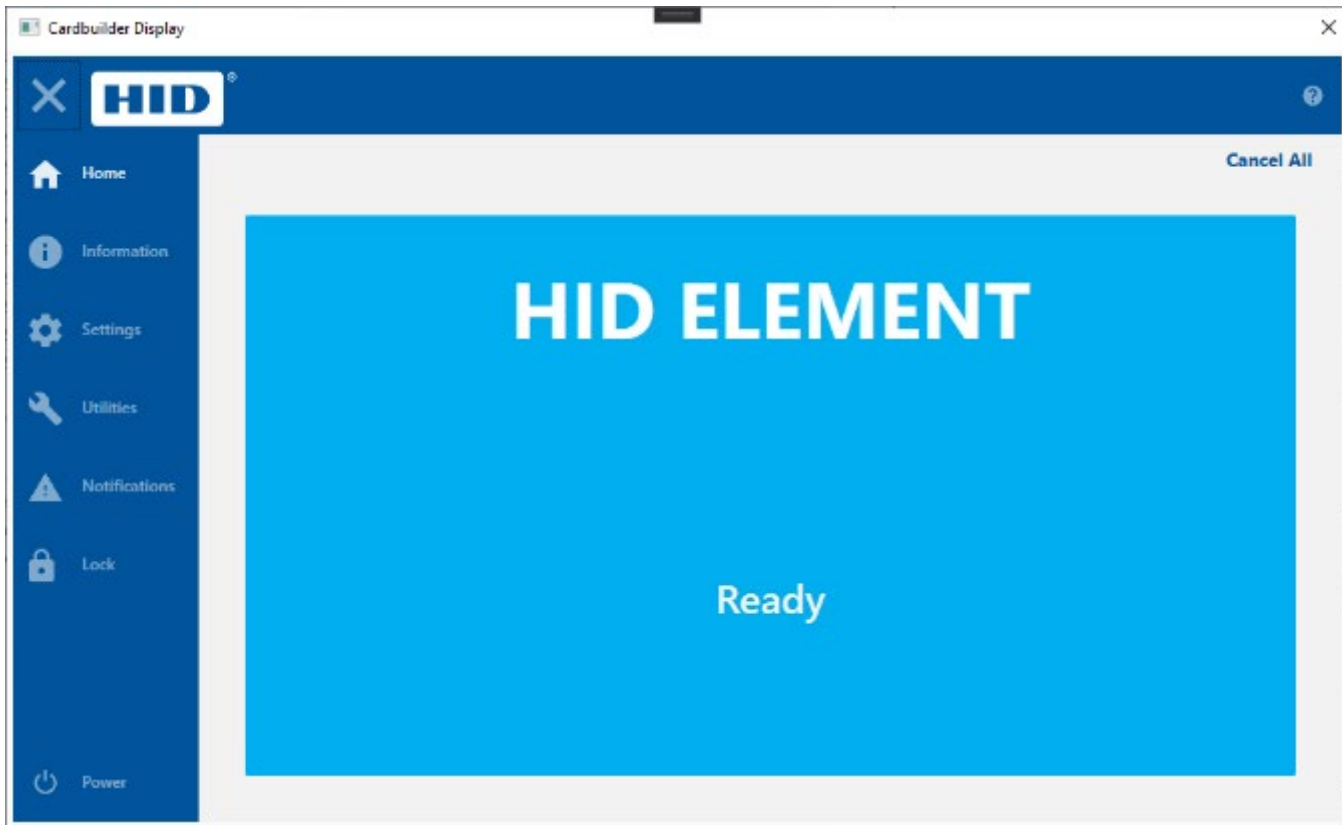 Cardbuilder Display
HID®
Home
Cancel All
Information
HID ELEMENT
Settings
Utilities
Notifications
Lock
Ready
Power